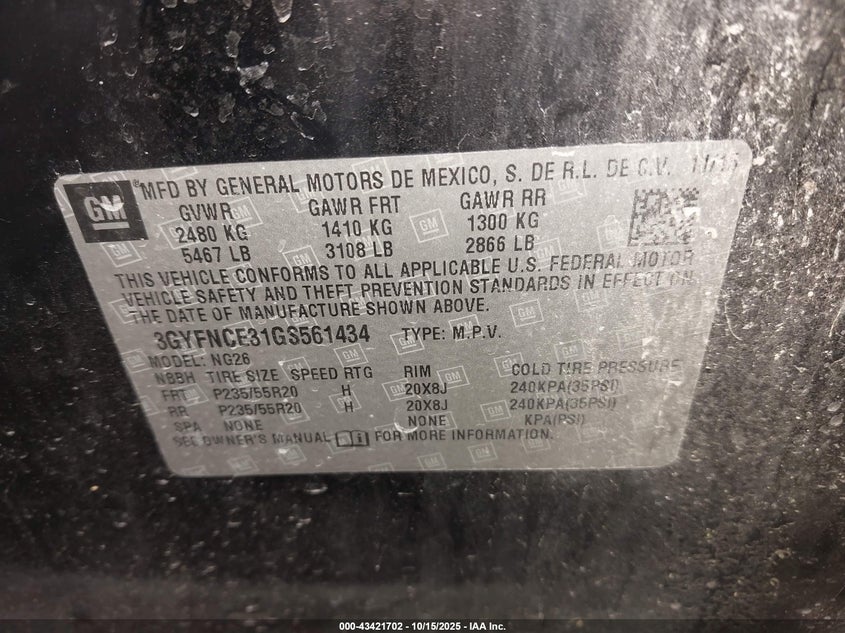 GM
®MFD BY GENERAL MOTORS DE MEXICO, S. DE R.L. DE C.V. 11/15
GVWR GAWR FRT GAWR RR
2480 KG 1410 KG 1300 KG
5467 LB 3108 LB 2866 LB
THIS VEHICLE CONFORMS TO ALL APPLICABLE U.S. FEDERAL MOTOR
VEHICLE SAFETY AND THEFT PREVENTION STANDARDS IN EFFECT ON
THE DATE OF MANUFACTURE SHOWN ABOVE.
3GYFNCE31GS561434 TYPE: M.P.V.
MODEL: NG26
NBBH TIRE SIZE SPEED RTG RIM COLD TIRE PRESSURE
FRT P235/55R20 H 20X8J 240KPA(35PSI)
RR P235/55R20 H 20X8J 240KPA(35PSI)
SPA NONE NONE KPA(PSI)
SEE OWNER'S MANUAL FOR MORE INFORMATION.
000-43421702 - 10/15/2025 - IAA Inc.